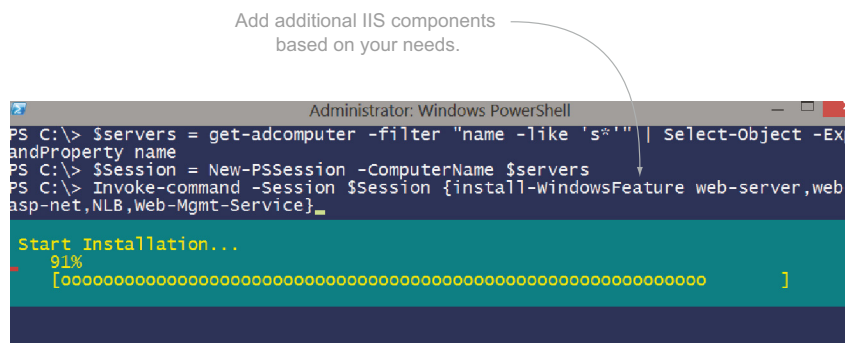 Add additional IIS components
based on your needs.
Administrator: Windows PowerShell
PS C:\> $servers = get-adcomputer -filter "name -like 's*'" | Select-Object -Exp
andProperty name
PS C:\> $Session = New-PSSession -ComputerName $servers
PS C:\> Invoke-command -Session $Session {install-WindowsFeature web-server,web
asp-net,NLB,Web-Mgmt-Service}_
Start Installation...
91%
[oooooooooooooooooooooooooooooooooooooooooooooooooooooooooooooo ]